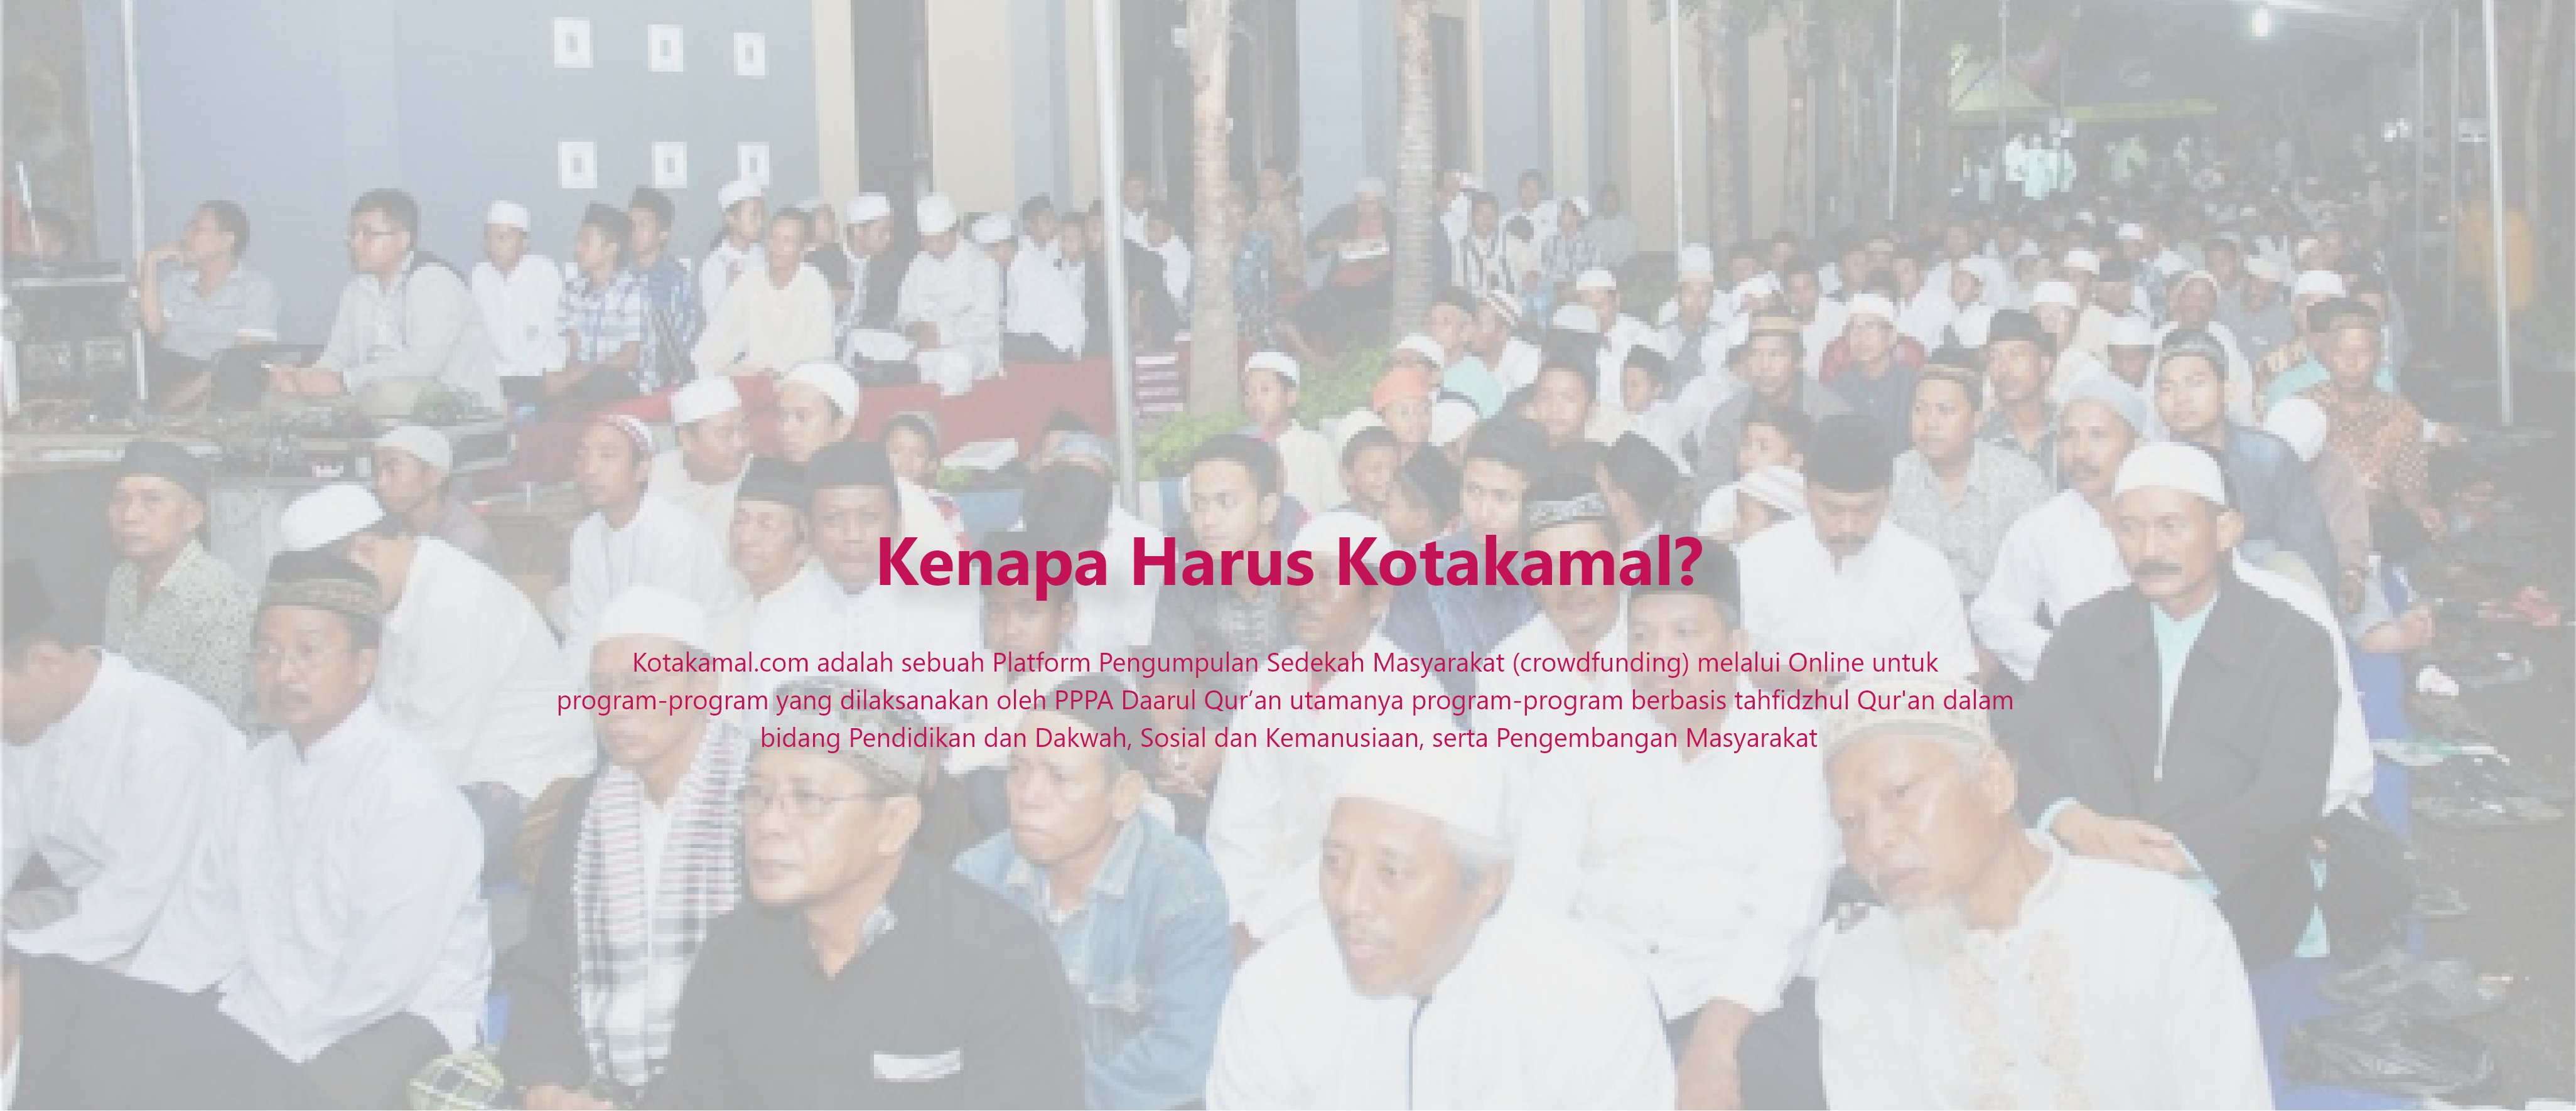 Kenapa Harus Kotakamal?
Kotakamal.com adalah sebuah Platform Pengumpulan Sedekah Masyarakat (crowdfunding) melalui Online untuk
program-program yang dilaksanakan oleh PPPA Daarul Qur’an utamanya program-program berbasis tahfidzhul Qur'an dalam
bidang Pendidikan dan Dakwah, Sosial dan Kemanusiaan, serta Pengembangan Masyarakat